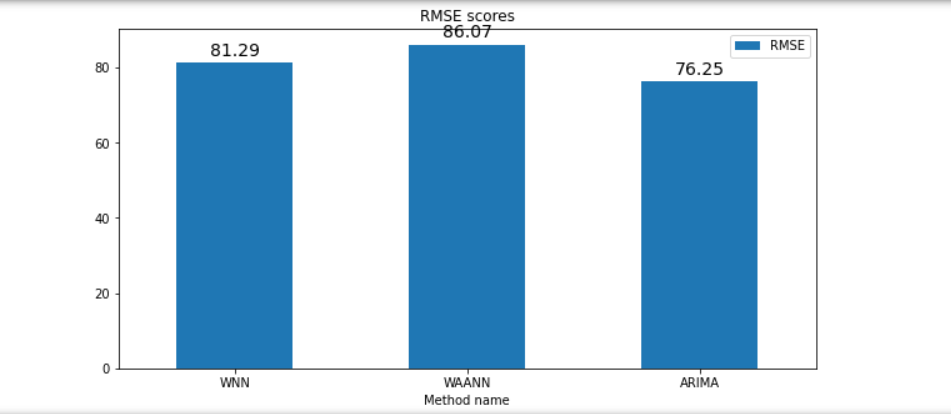 RMSE scores
86.07
81.29
76.25
RMSE
80
60
40
20
0
WNN
WAANN
ARIMA
Method name